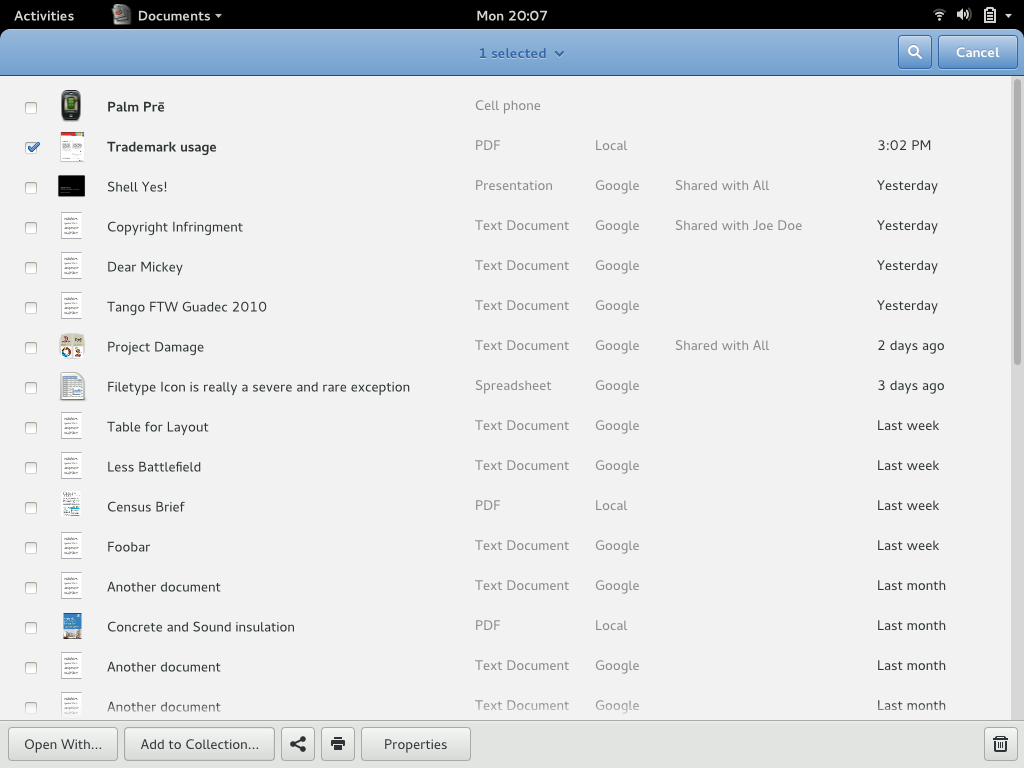 Activities Documents Mon 20:07
1 selected Cancel
Palm Prē Cell phone
Trademark usage PDF Local 3:02 PM
Shell Yes! Presentation Google Shared with All Yesterday
Copyright Infringment Text Document Google Shared with Joe Doe Yesterday
Dear Mickey Text Document Google Yesterday
Tango FTW Guadec 2010 Text Document Google Yesterday
Project Damage Text Document Google Shared with All 2 days ago
Filetype Icon is really a severe and rare exception Spreadsheet Google 3 days ago
Table for Layout Text Document Google Last week
Less Battlefield Text Document Google Last week
Census Brief PDF Local Last week
Foobar Text Document Google Last week
Another document Text Document Google Last month
Concrete and Sound insulation PDF Local Last month
Another document Text Document Google Last month
Another document Text Document Google Last month
Open With... Add to Collection... Properties